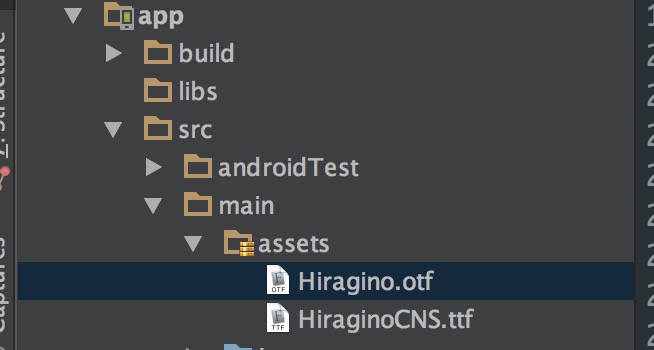 app
build
libs
src
androidTest
main
assets
Hiragino.otf
HiraginoCNS.ttf